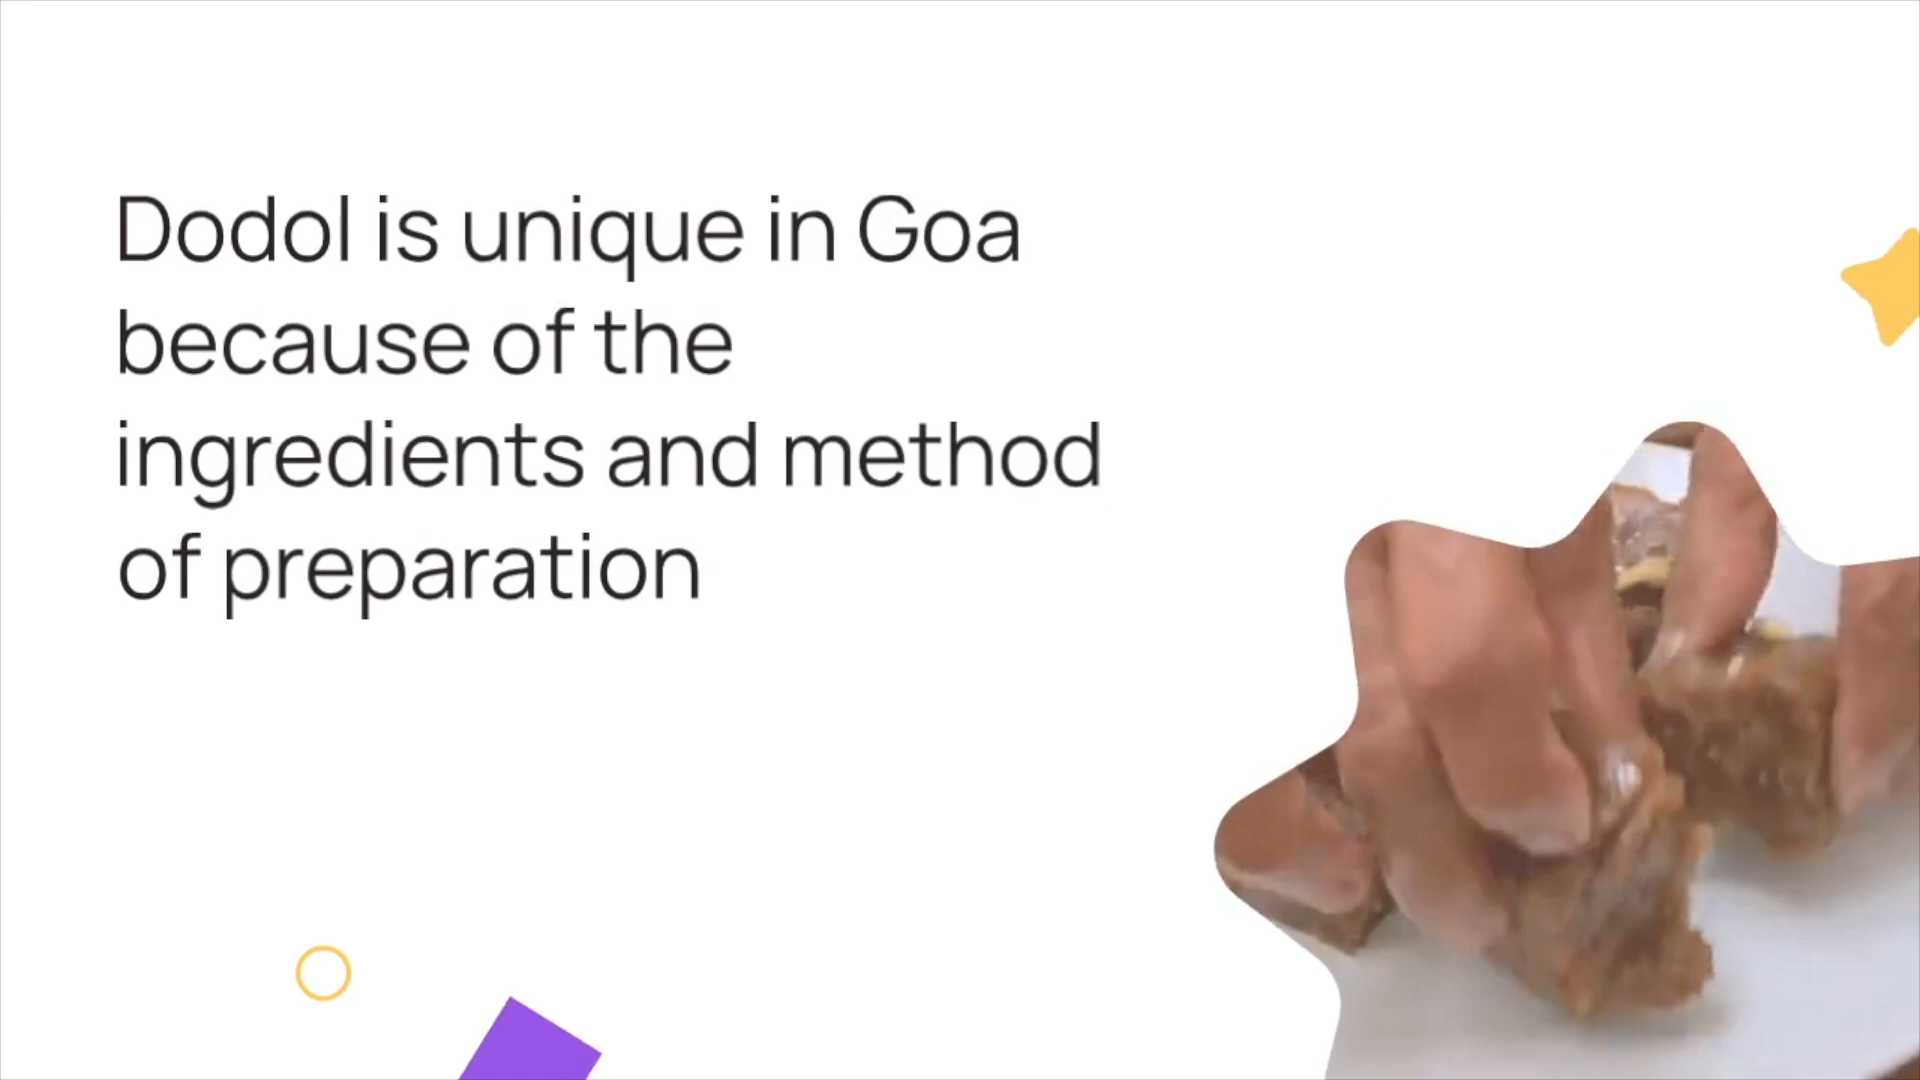 Dodol is unique in Goa
because of the
ingredients and method
of preparation